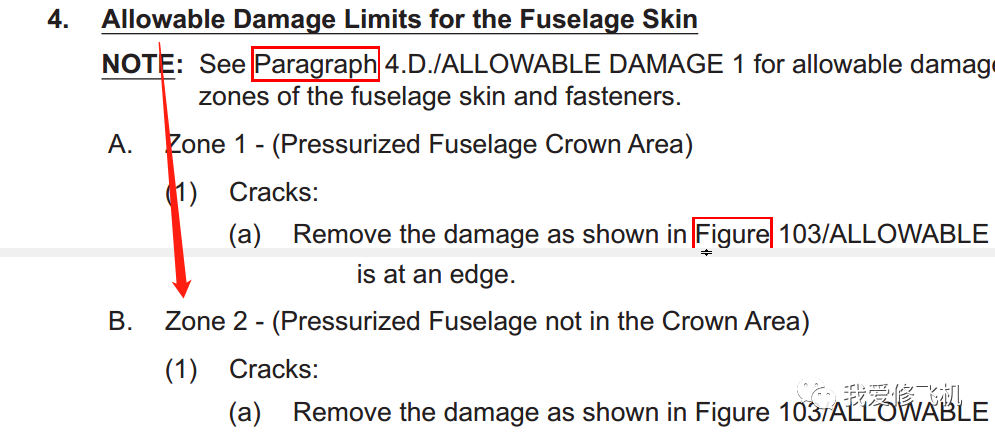 4. Allowable Damage Limits for the Fuselage Skin
NOTE: See Paragraph 4.D./ALLOWABLE DAMAGE 1 for allowable damage
zones of the fuselage skin and fasteners.
A. Zone 1 - (Pressurized Fuselage Crown Area)
(1) Cracks:
(a) Remove the damage as shown in Figure 103/ALLOWABLE
is at an edge.
B. Zone 2 - (Pressurized Fuselage not in the Crown Area)
(1) Cracks:
(a) Remove the damage as shown in Figure 103/ALLOWABLE
我爱修飞机